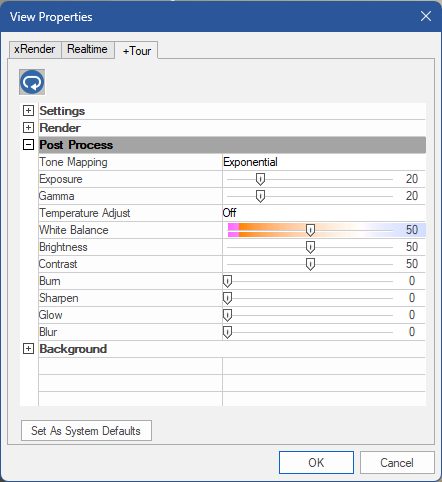 View Properties
xRender Realtime +Tour
Settings
Render
Post Process
Tone Mapping Exponential
Exposure 20
Gamma 20
Temperature Adjust Off
White Balance 50
Brightness 50
Contrast 50
Burn 0
Sharpen 0
Glow 0
Blur 0
Background
Set As System Defaults
OK Cancel